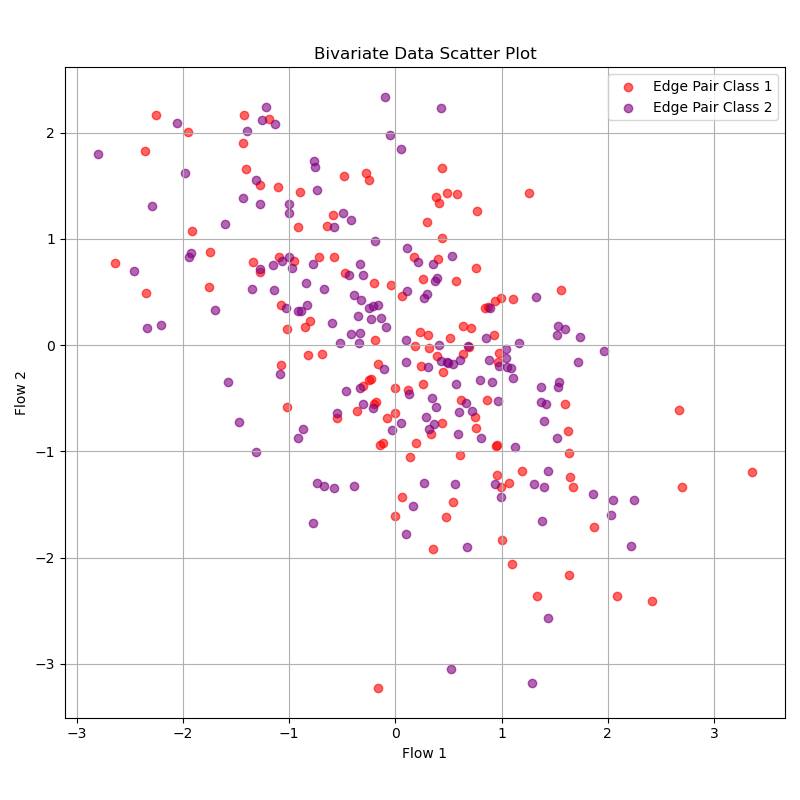 Bivariate Data Scatter Plot
Edge Pair Class 1
Edge Pair Class 2
2
1
0
−1
−2
−3
Flow 2
−3 −2 −1 0 1 2 3
Flow 1